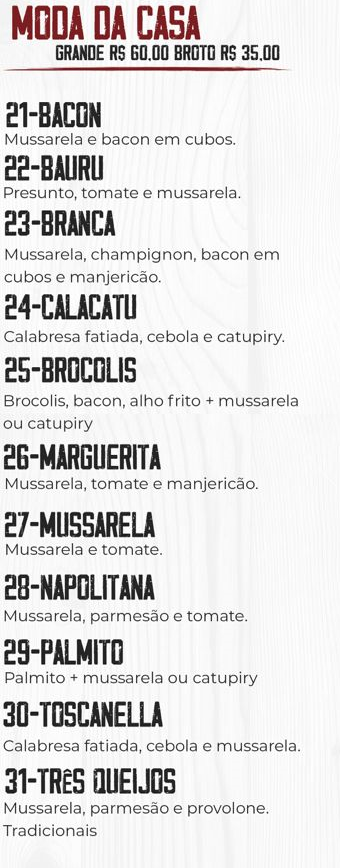 MODA DA CASA
GRANDE R$ 60.00 BROTO R$ 35.00
21-BACON
Mussarela e bacon em cubos.
22-BAURU
Presunto, tomate e mussarela.
23-BRANCA
Mussarela, champignon, bacon em
cubos e manjericão.
24-CALACATU
Calabresa fatiada, cebola e catupiry.
25-BROCOLIS
Brocolis, bacon, alho frito + mussarela
ou catupiry
26-MARGUERITA
Mussarela, tomate e manjericão.
27-MUSSARELA
Mussarela e tomate.
28-NAPOLITANA
Mussarela, parmesão e tomate.
29-PALMITO
Palmito + mussarela ou catupiry
30-TOSCANELLA
Calabresa fatiada, cebola e mussarela.
31-TRÊS QUEIJOS
Mussarela, parmesão e provolone.
Tradicionais